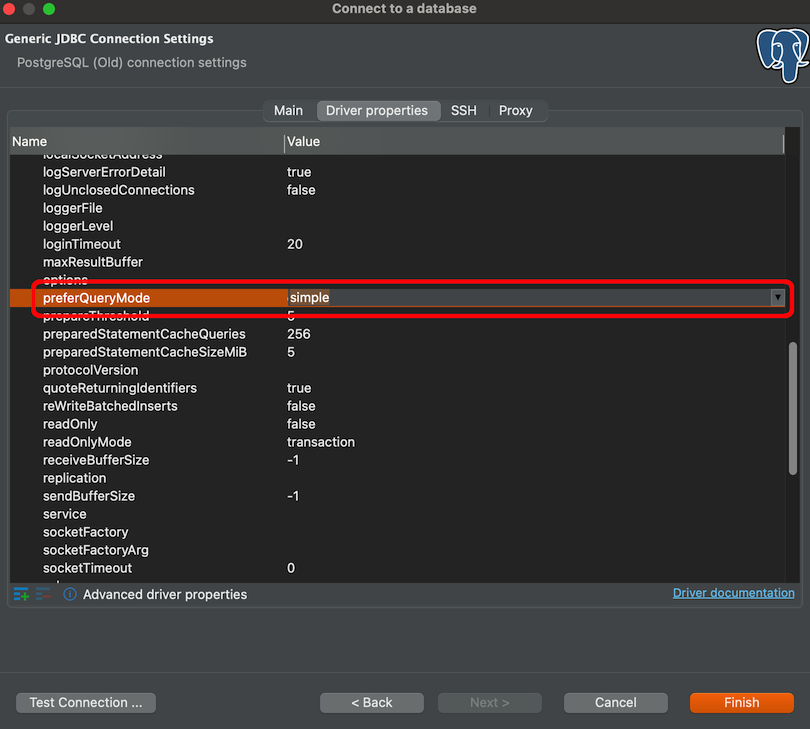 Connect to a database
Generic JDBC Connection Settings
PostgreSQL (Old) connection settings
Main Driver properties SSH Proxy
Name Value
localSocketAddress
logServerErrorDetail true
logUnclosedConnections false
loggerFile
loggerLevel
loginTimeout 20
maxResultBuffer
options
preferQueryMode simple
prepareThreshold 5
preparedStatementCacheQueries 256
preparedStatementCacheSizeMiB 5
protocolVersion
quoteReturningIdentifiers true
reWriteBatchedInserts false
readOnly false
readOnlyMode transaction
receiveBufferSize -1
replication
sendBufferSize -1
service
socketFactory
socketFactoryArg
socketTimeout 0
Advanced driver properties Driver documentation
Test Connection ... < Back Next > Cancel Finish